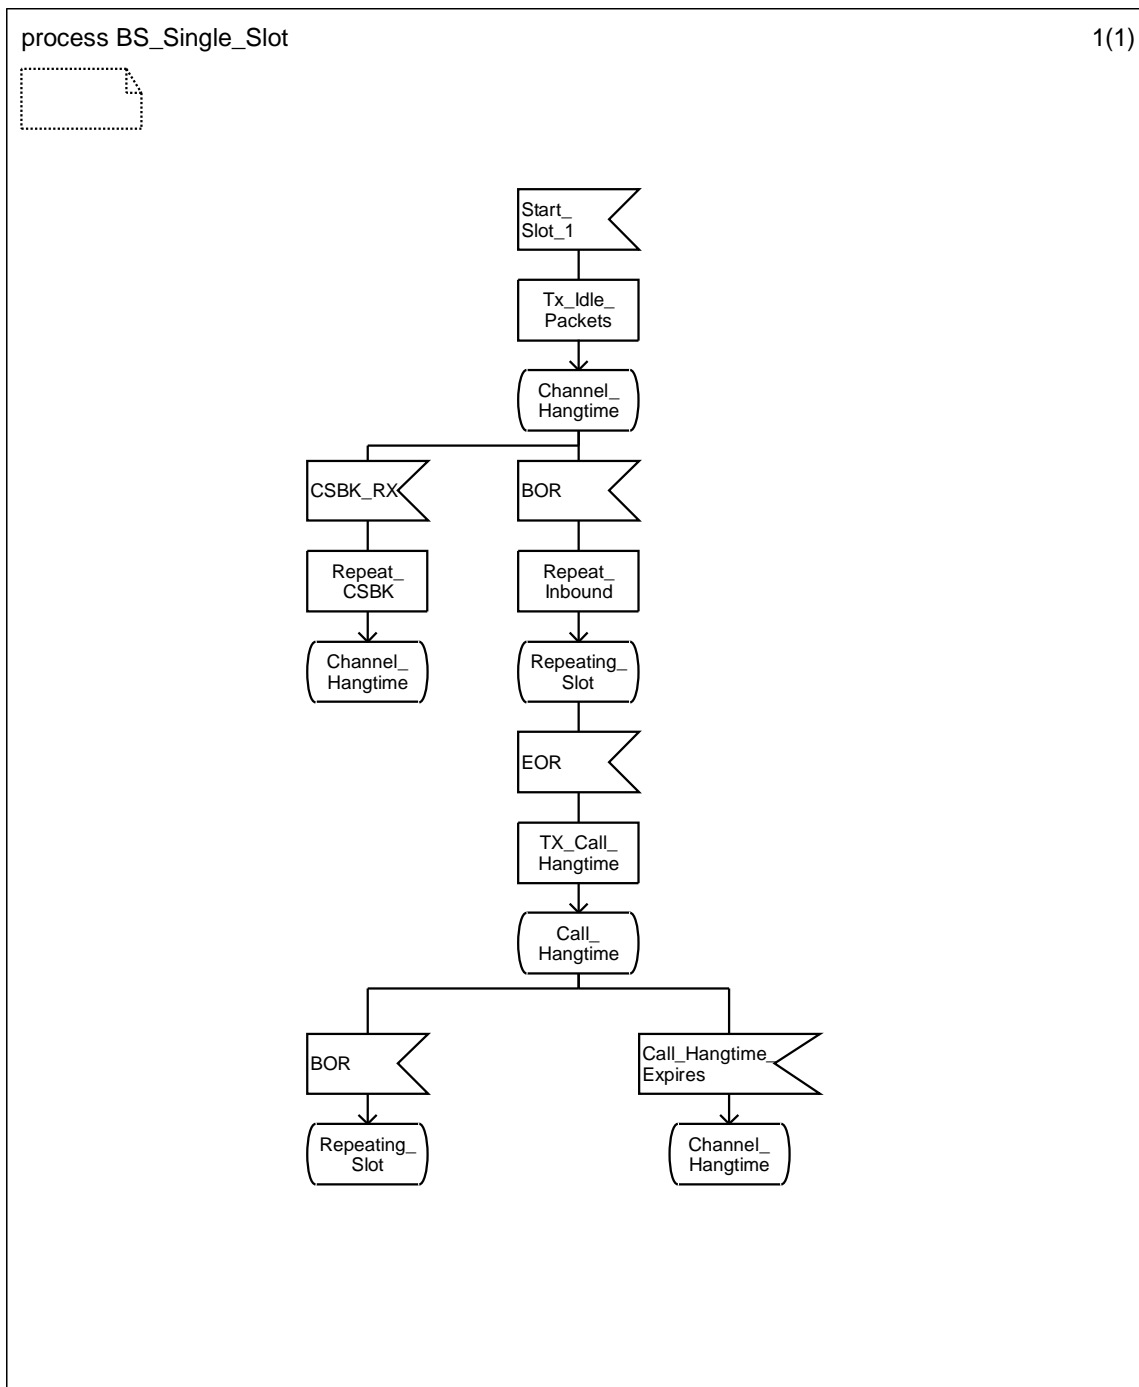 process BS_Single_Slot
1(1)
Start_
Slot_1
Tx_Idle_
Packets
Channel_
Hangtime
CSBK_RX
BOR
Repeat_
CSBK
Repeat_
Inbound
Channel_
Hangtime
Repeating_
Slot
EOR
TX_Call_
Hangtime
Call_
Hangtime
BOR
Call_Hangtime_
Expires
Repeating_
Slot
Channel_
Hangtime